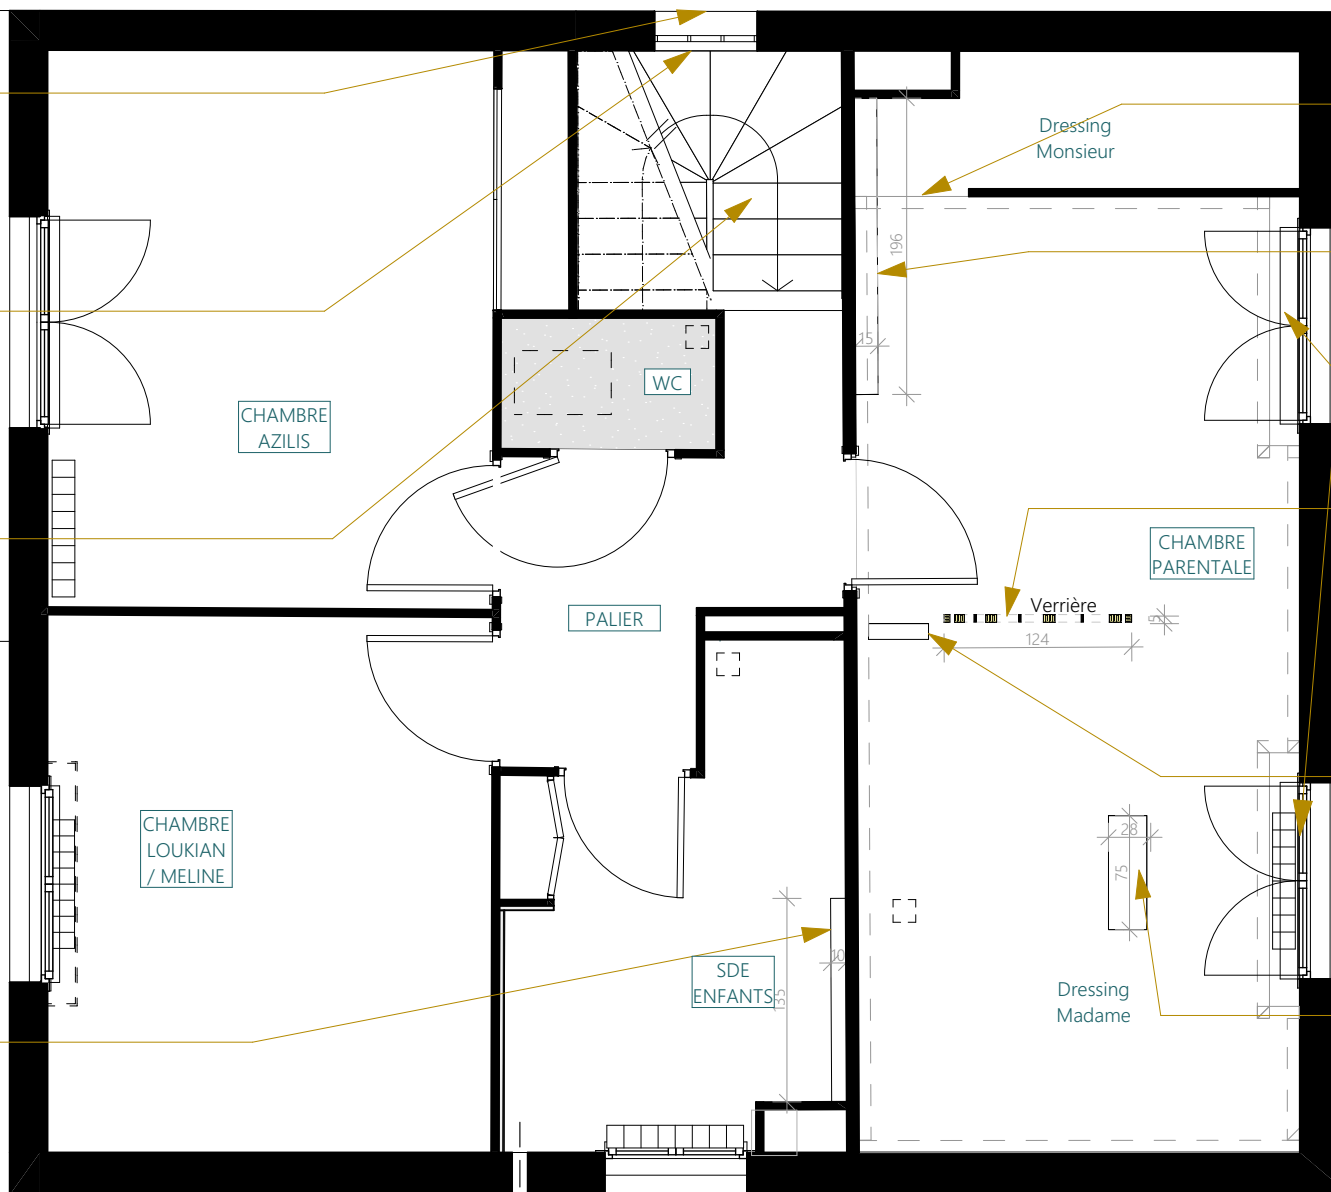 Dressing
Monsieur
196
15
WC
CHAMBRE
AZILIS
CHAMBRE
PARENTALE
PALIER
Verrière
5
124
CHAMBRE
LOUKIAN
/ MELINE
28
75
10
135
SDE
ENFANTS
Dressing
Madame